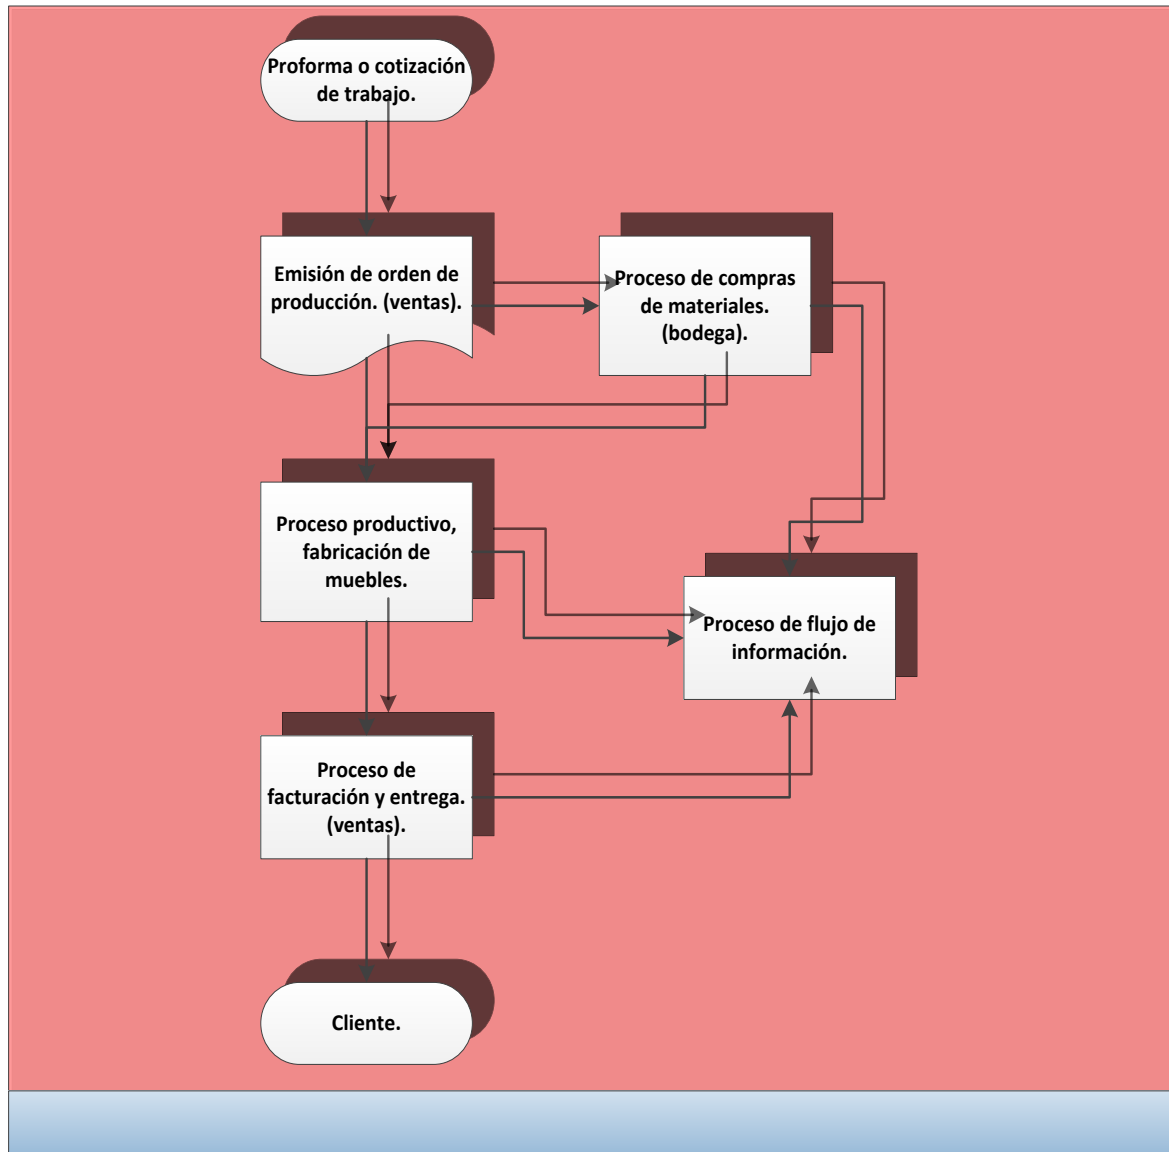 Proforma o cotización
de trabajo.
Emisión de orden de
producción. (ventas).
Proceso de compras
de materiales.
(bodega).
Proceso productivo,
fabricación de
muebles.
Proceso de flujo de
información.
Proceso de
facturación y entrega.
(ventas).
Cliente.